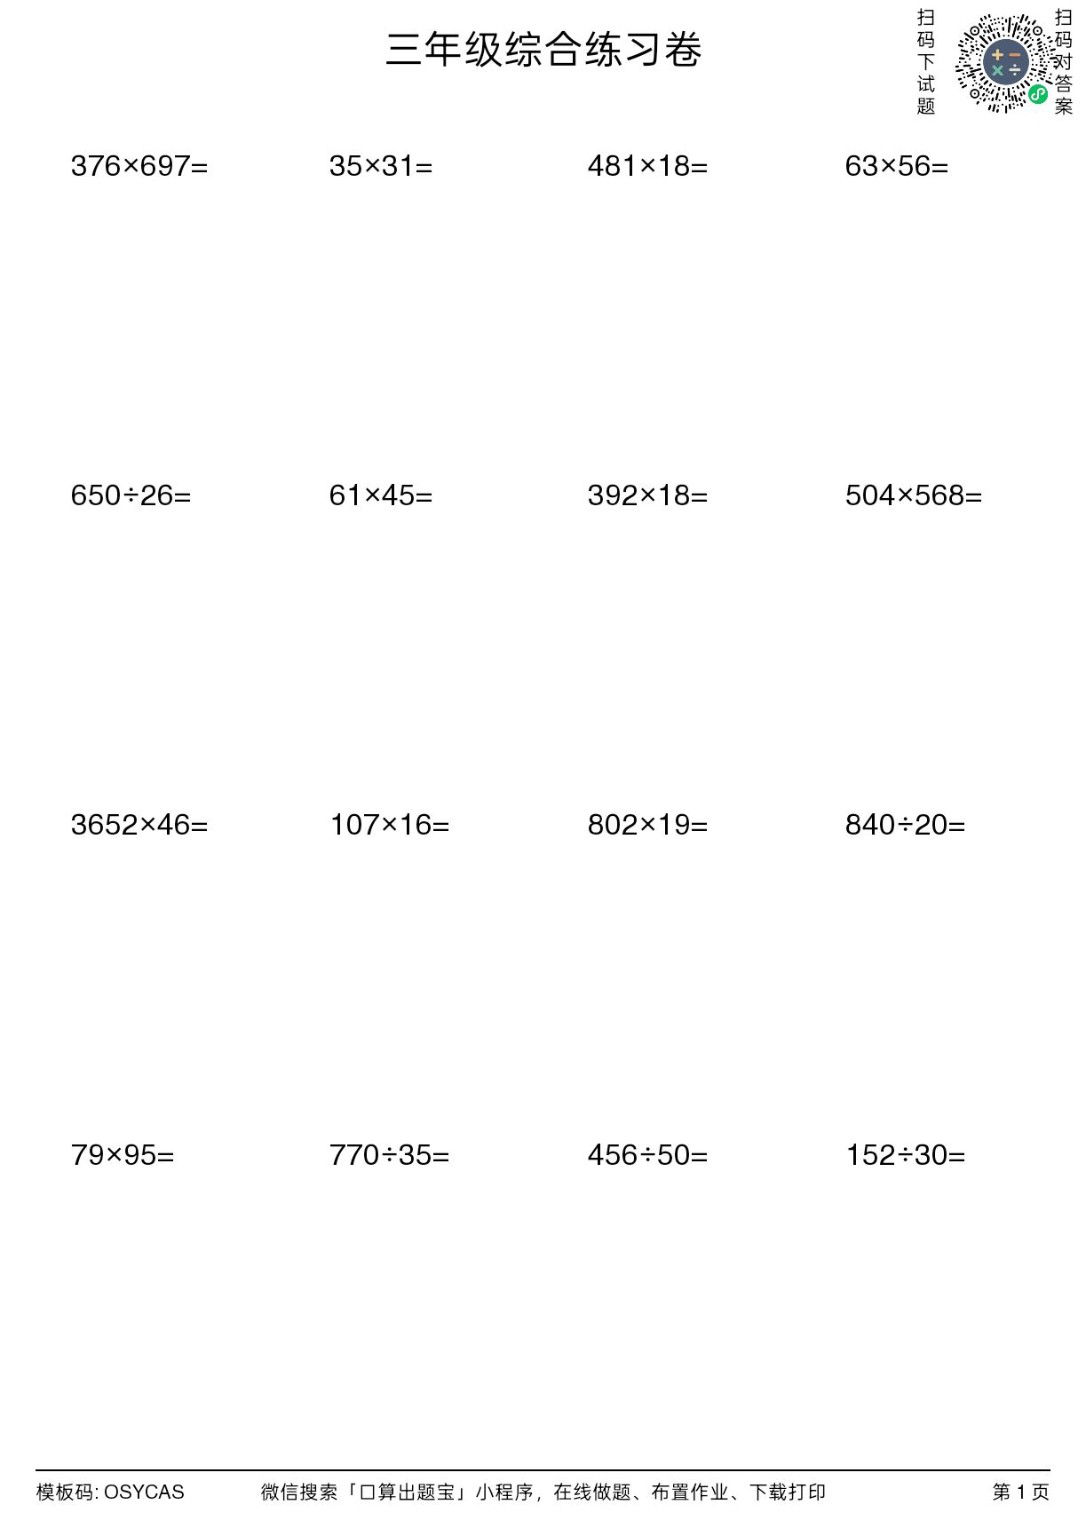 三年级综合练习卷
扫码下试题
扫码对答案
376×697=
35×31=
481×18=
63×56=
650÷26=
61×45=
392×18=
504×568=
3652×46=
107×16=
802×19=
840÷20=
79×95=
770÷35=
456÷50=
152÷30=
模板码: OSYCAS
微信搜索「口算出题宝」小程序，在线做题、布置作业、下载打印
第 1 页